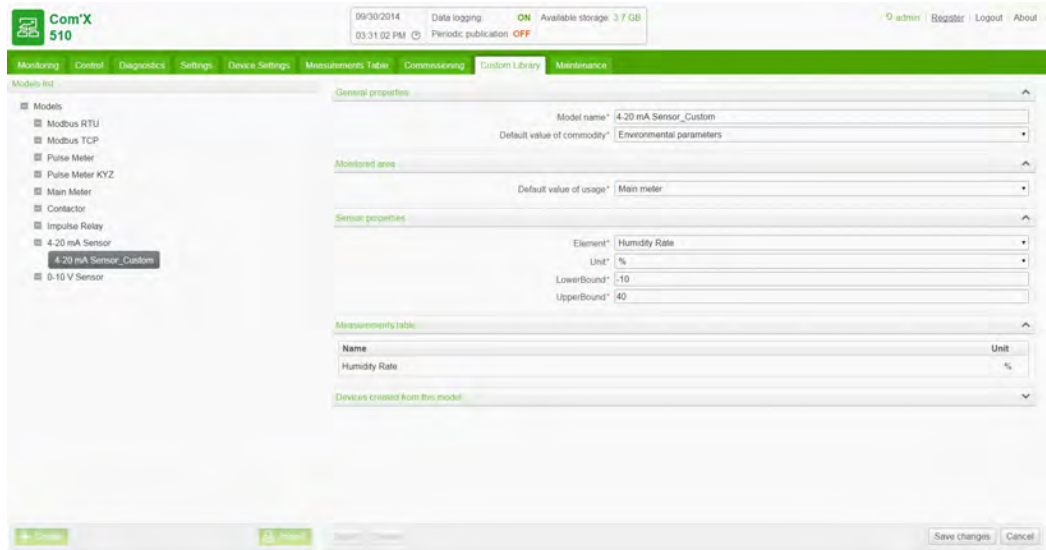 Com'X
510
09/30/2014
03:31:02 PM
Data logging: ON Available storage: 3.7 GB
Periodic publication: OFF
admin Register Logout About
Monitoring Control Diagnostics Settings Device Settings Measurements Table Commissioning Custom Library Maintenance
Models list
Models
Modbus RTU
Modbus TCP
Pulse Meter
Pulse Meter KYZ
Main Meter
Contactor
Impulse Relay
4-20 mA Sensor
4-20 mA Sensor_Custom
0-10 V Sensor
General properties
Model name* 4-20 mA Sensor_Custom
Default value of commodity* Environmental parameters
Monitored area
Default value of usage* Main meter
Sensor properties
Element* Humidity Rate
Unit* %
LowerBound* -10
UpperBound* 40
Measurements table
Name Unit
Humidity Rate %
Devices created from this model
Create
Save changes Cancel